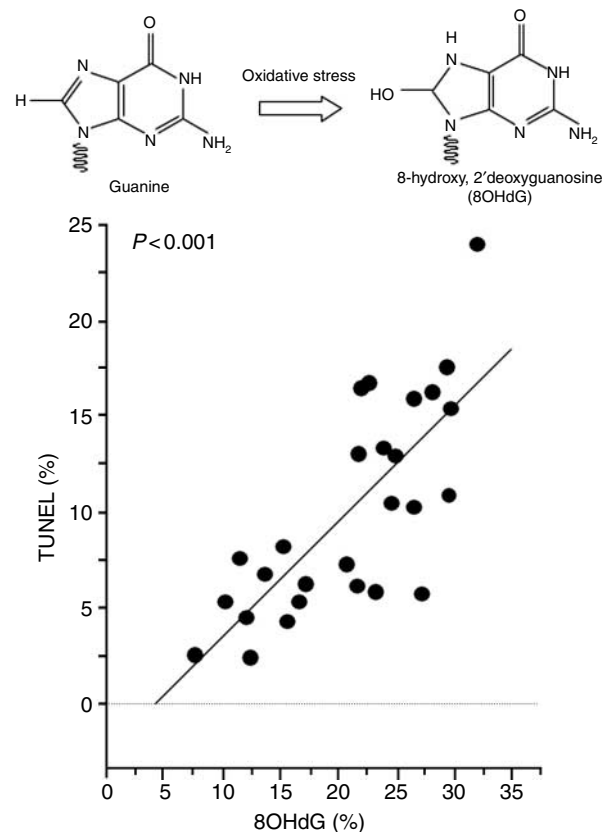 O
N
NH
H
N
N
NH2
Guanine
Oxidative stress
O
H
N
NH
HO
N
N
NH2
8-hydroxy, 2′deoxyguanosine
(8OHdG)
P<0.001
TUNEL (%)
25
20
15
10
5
0
0 5 10 15 20 25 30 35
8OHdG (%)